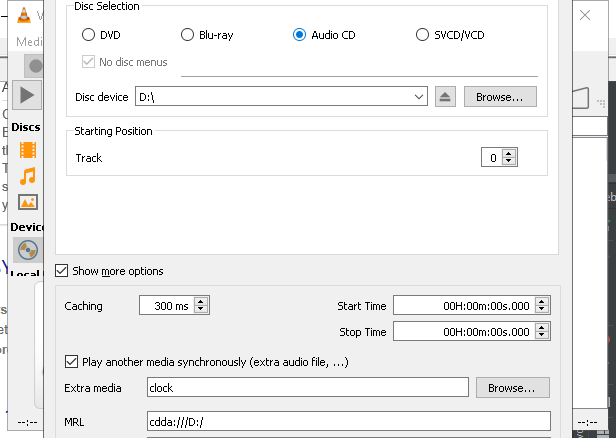 Medi
Disc Selection
DVD
Blu-ray
Audio CD
SVCD/VCD
No disc menus
Disc device
D:\
Browse...
Discs
Starting Position
Track
0
Device
Show more options
Caching
300 ms
Start Time
00H:00m:00s.000
Stop Time
00H:00m:00s.000
Play another media synchronously (extra audio file, ...)
Extra media
clock
Browse...
MRL
cdda:///D:/
--:--
--:--